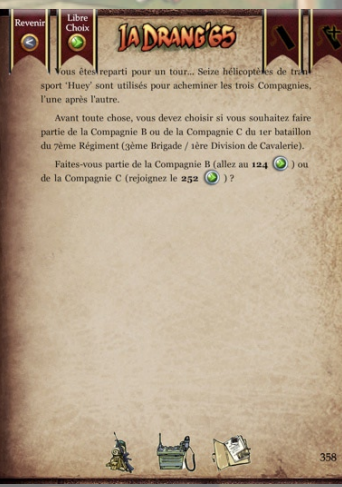 Revenir
Libre
Choix
IA DRANG'65
Vous êtes reparti pour un tour... Seize hélicoptères de tran-
sport 'Huey' sont utilisés pour acheminer les trois Compagnies,
l'une après l'autre.
Avant toute chose, vous devez choisir si vous souhaitez faire
partie de la Compagnie B ou de la Compagnie C du 1er bataillon
du 7ème Régiment (3ème Brigade / 1ère Division de Cavalerie).
Faites-vous partie de la Compagnie B (allez au 124 ) ou
de la Compagnie C (rejoignez le 252 ) ?
358